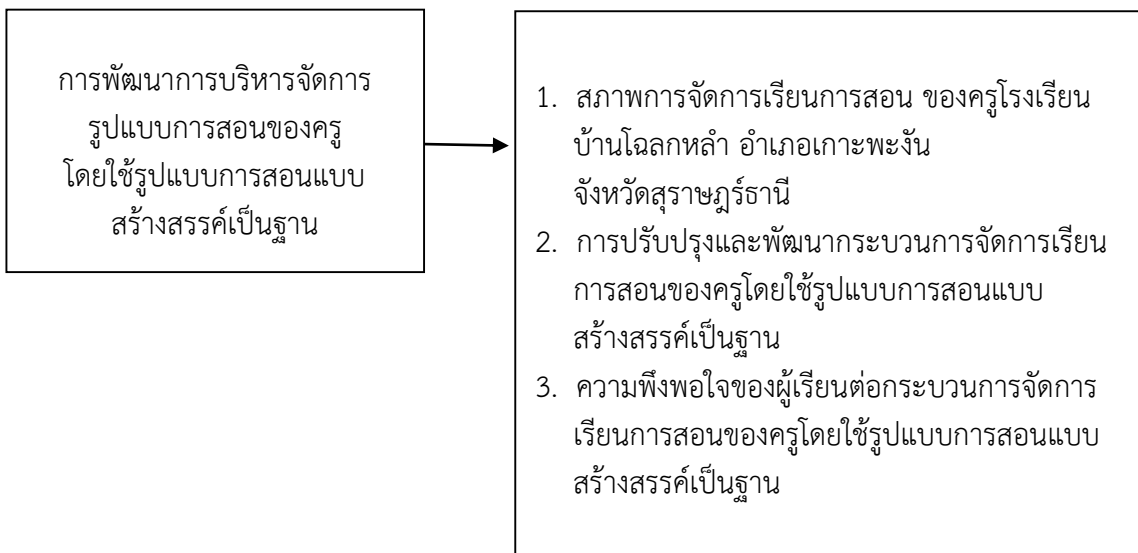 การพัฒนาการบริหารจัดการ
รูปแบบการสอนของครู
โดยใช้รูปแบบการสอนแบบ
สร้างสรรค์เป็นฐาน
1. สภาพการจัดการเรียนการสอน ของครูโรงเรียน
บ้านโฉลกหลำ อำเภอเกาะพะงัน
จังหวัดสุราษฎร์ธานี
2. การปรับปรุงและพัฒนากระบวนการจัดการเรียน
การสอนของครูโดยใช้รูปแบบการสอนแบบ
สร้างสรรค์เป็นฐาน
3. ความพึงพอใจของผู้เรียนต่อกระบวนการจัดการ
เรียนการสอนของครูโดยใช้รูปแบบการสอนแบบ
สร้างสรรค์เป็นฐาน